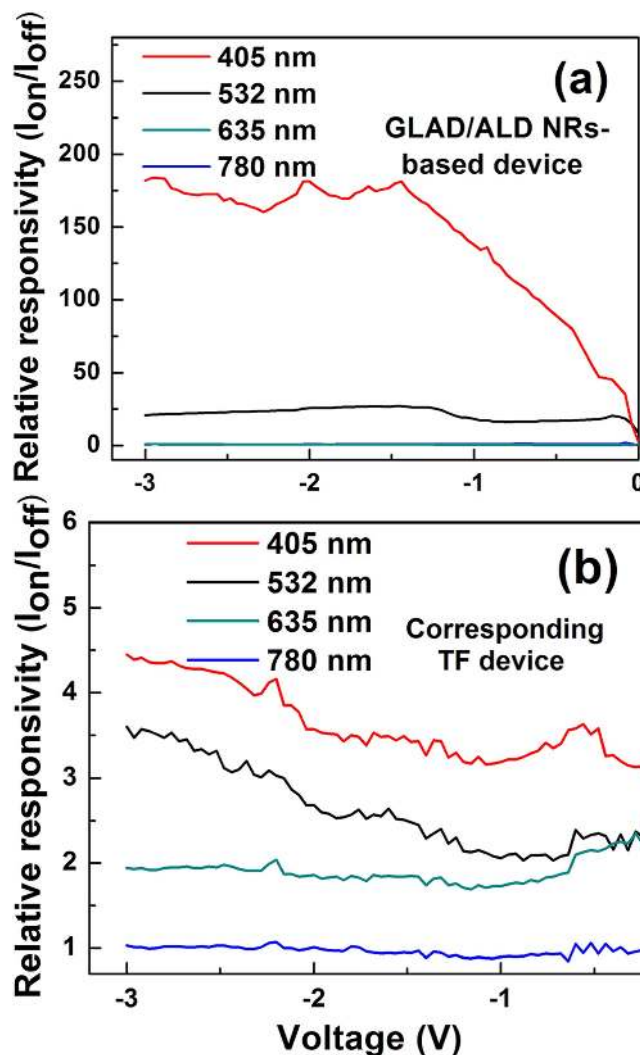 405 nm
532 nm
635 nm
780 nm
(a)
GLAD/ALD NRs-
based device
Relative responsivity (Ion/Ioff)
250
200
150
100
50
0
-3
-2
-1
0
405 nm
532 nm
635 nm
780 nm
(b)
Corresponding
TF device
Relative responsivity (Ion/Ioff)
6
5
4
3
2
1
-3
-2
-1
Voltage (V)